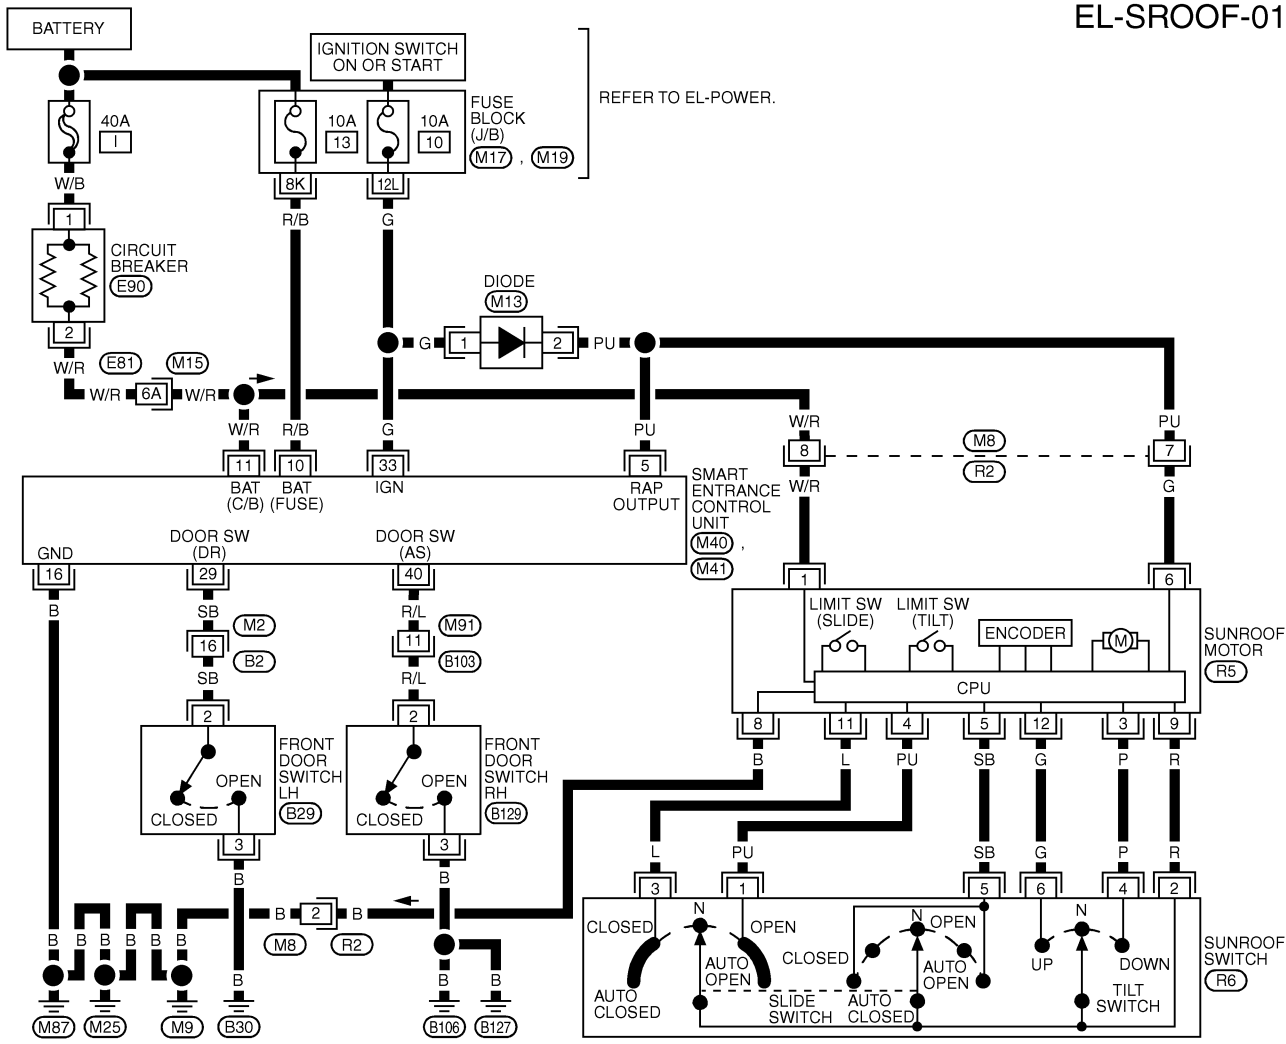 EL-SROOF-01
BATTERY
IGNITION SWITCH
ON OR START
REFER TO EL-POWER.
40A
I
10A
13
10A
10
FUSE
BLOCK
(J/B)
M17 , M19
8K
12L
W/B
R/B
G
1
CIRCUIT
BREAKER
E90
2
DIODE
M13
G
1
2
PU
W/R
E81
M15
W/R
6A
W/R
W/R
R/B
G
PU
W/R
PU
8
M8
R2
7
W/R
G
11
10
33
5
BAT
(C/B)
BAT
(FUSE)
IGN
RAP
OUTPUT
SMART
ENTRANCE
CONTROL
UNIT
M40 ,
M41
GND
DOOR SW
(DR)
DOOR SW
(AS)
16
29
40
1
6
B
SB
R/L
M2
16
B2
M91
11
B103
SB
R/L
LIMIT SW
(SLIDE)
LIMIT SW
(TILT)
ENCODER
M
CPU
SUNROOF
MOTOR
R5
2
2
8
11
4
5
12
3
9
FRONT
DOOR
SWITCH
LH
B29
OPEN
CLOSED
FRONT
DOOR
SWITCH
RH
B129
OPEN
CLOSED
B
L
PU
SB
G
P
R
3
3
L
PU
SB
G
P
R
B
B
3
1
5
6
4
2
B
2
B
M8
R2
B
B
B
B
B
B
B
B
M87
M25
M9
B30
B106
B127
CLOSED
N
OPEN
AUTO
CLOSED
AUTO
OPEN
SLIDE
SWITCH
CLOSED
N
OPEN
AUTO
CLOSED
AUTO
OPEN
N
UP
DOWN
TILT
SWITCH
SUNROOF
SWITCH
R6